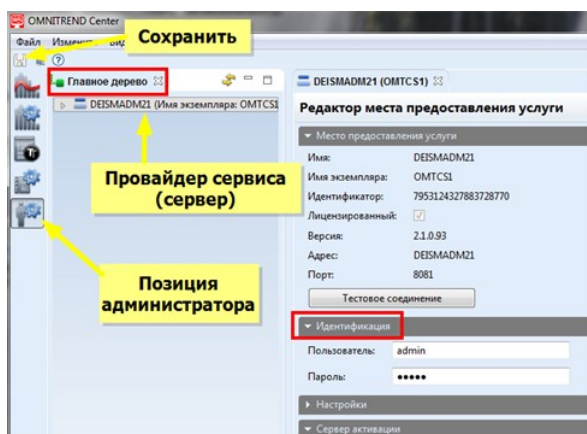 OMNITREND Center
Файл Изменить Вид
Сохранить
Главное дерево
DEISMADM21 (Имя экземпляра: OMTCS1
Провайдер сервиса
(сервер)
Позиция
администратора
DEISMADM21 (OMTCS1)
Редактор места предоставления услуги
Место предоставления услуги
Имя: DEISMADM21
Имя экземпляра: OMTCS1
Идентификатор: 7953124327883728770
Лицензированный:
Версия: 2.1.0.93
Адрес: DEISMADM21
Порт: 8081
Тестовое соединение
Идентификация
Пользователь: admin
Пароль: •••••
Настройки
Сервер активации